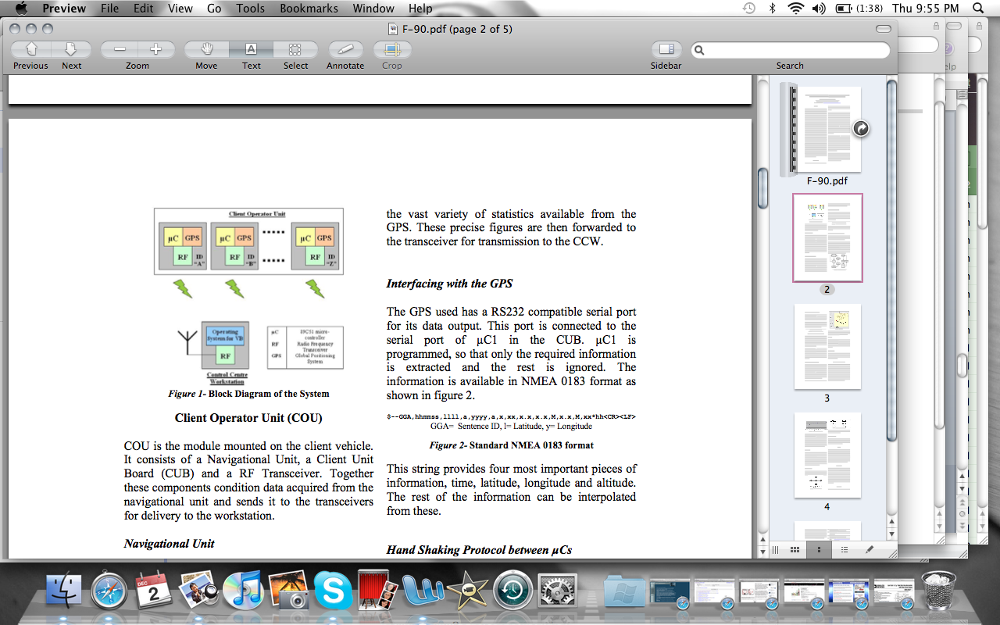 Preview File Edit View Go Tools Bookmarks Window Help
(1:38) Thu 9:55 PM
F-90.pdf (page 2 of 5)
Previous Next Zoom Move Text Select Annotate Crop Sidebar Search
elp
Client Operator Unit
µC GPS µC GPS ..... µC GPS
RF ID "A" RF ID "B" ..... RF ID "Z"
Operating
System for VB
RF
Control Centre
Workstation
µC 89C51 micro-
controller
RF Radio Frequency
Transceiver
GPS Global Positioning
System
Figure 1- Block Diagram of the System
Client Operator Unit (COU)
COU is the module mounted on the client vehicle.
It consists of a Navigational Unit, a Client Unit
Board (CUB) and a RF Transceiver. Together
these components condition data acquired from the
navigational unit and sends it to the transceivers
for delivery to the workstation.
Navigational Unit
the vast variety of statistics available from the
GPS. These precise figures are then forwarded to
the transceiver for transmission to the CCW.
Interfacing with the GPS
The GPS used has a RS232 compatible serial port
for its data output. This port is connected to the
serial port of µC1 in the CUB. µC1 is
programmed, so that only the required information
is extracted and the rest is ignored. The
information is available in NMEA 0183 format as
shown in figure 2.
$--GGA,hhmmss,llll,a,yyyy,a,x,xx,x.x,x.x,M,x.x,M,xx*hh<CR><LF>
GGA= Sentence ID, l= Latitude, y= Longitude
Figure 2- Standard NMEA 0183 format
This string provides four most important pieces of
information, time, latitude, longitude and altitude.
The rest of the information can be interpolated
from these.
Hand Shaking Protocol between µCs
F-90.pdf
2
3
4
DEC
2